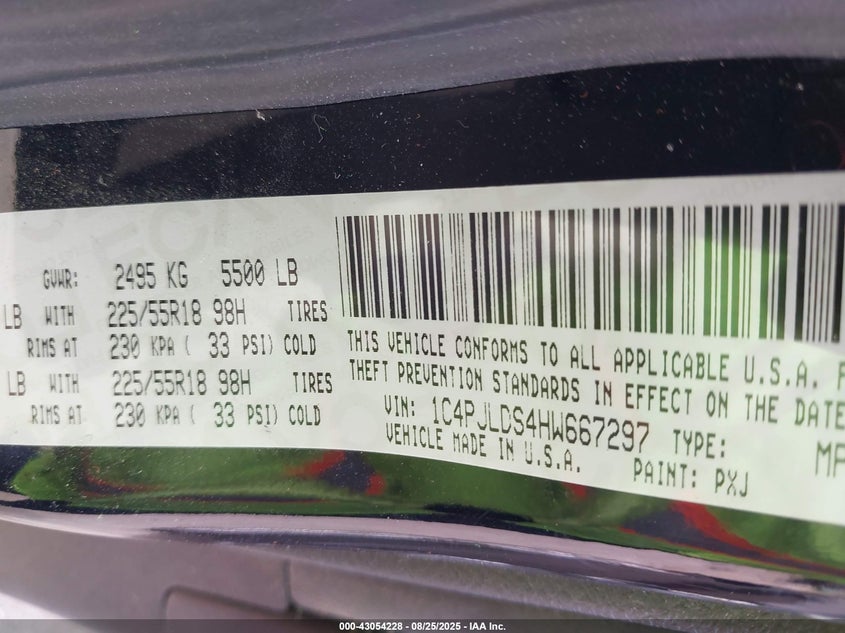 GVWR: 2495 KG 5500 LB
LB WITH 225/55R18 98H TIRES
RIMS AT 230 KPA ( 33 PSI) COLD
LB WITH 225/55R18 98H TIRES
RIMS AT 230 KPA ( 33 PSI) COLD
THIS VEHICLE CONFORMS TO ALL APPLICABLE U.S.A. F
THEFT PREVENTION STANDARDS IN EFFECT ON THE DATE
VIN: 1C4PJLDS4HW667297 TYPE: MP
VEHICLE MADE IN U.S.A. PAINT: PXJ
000-43054228 - 08/25/2025 - IAA Inc.